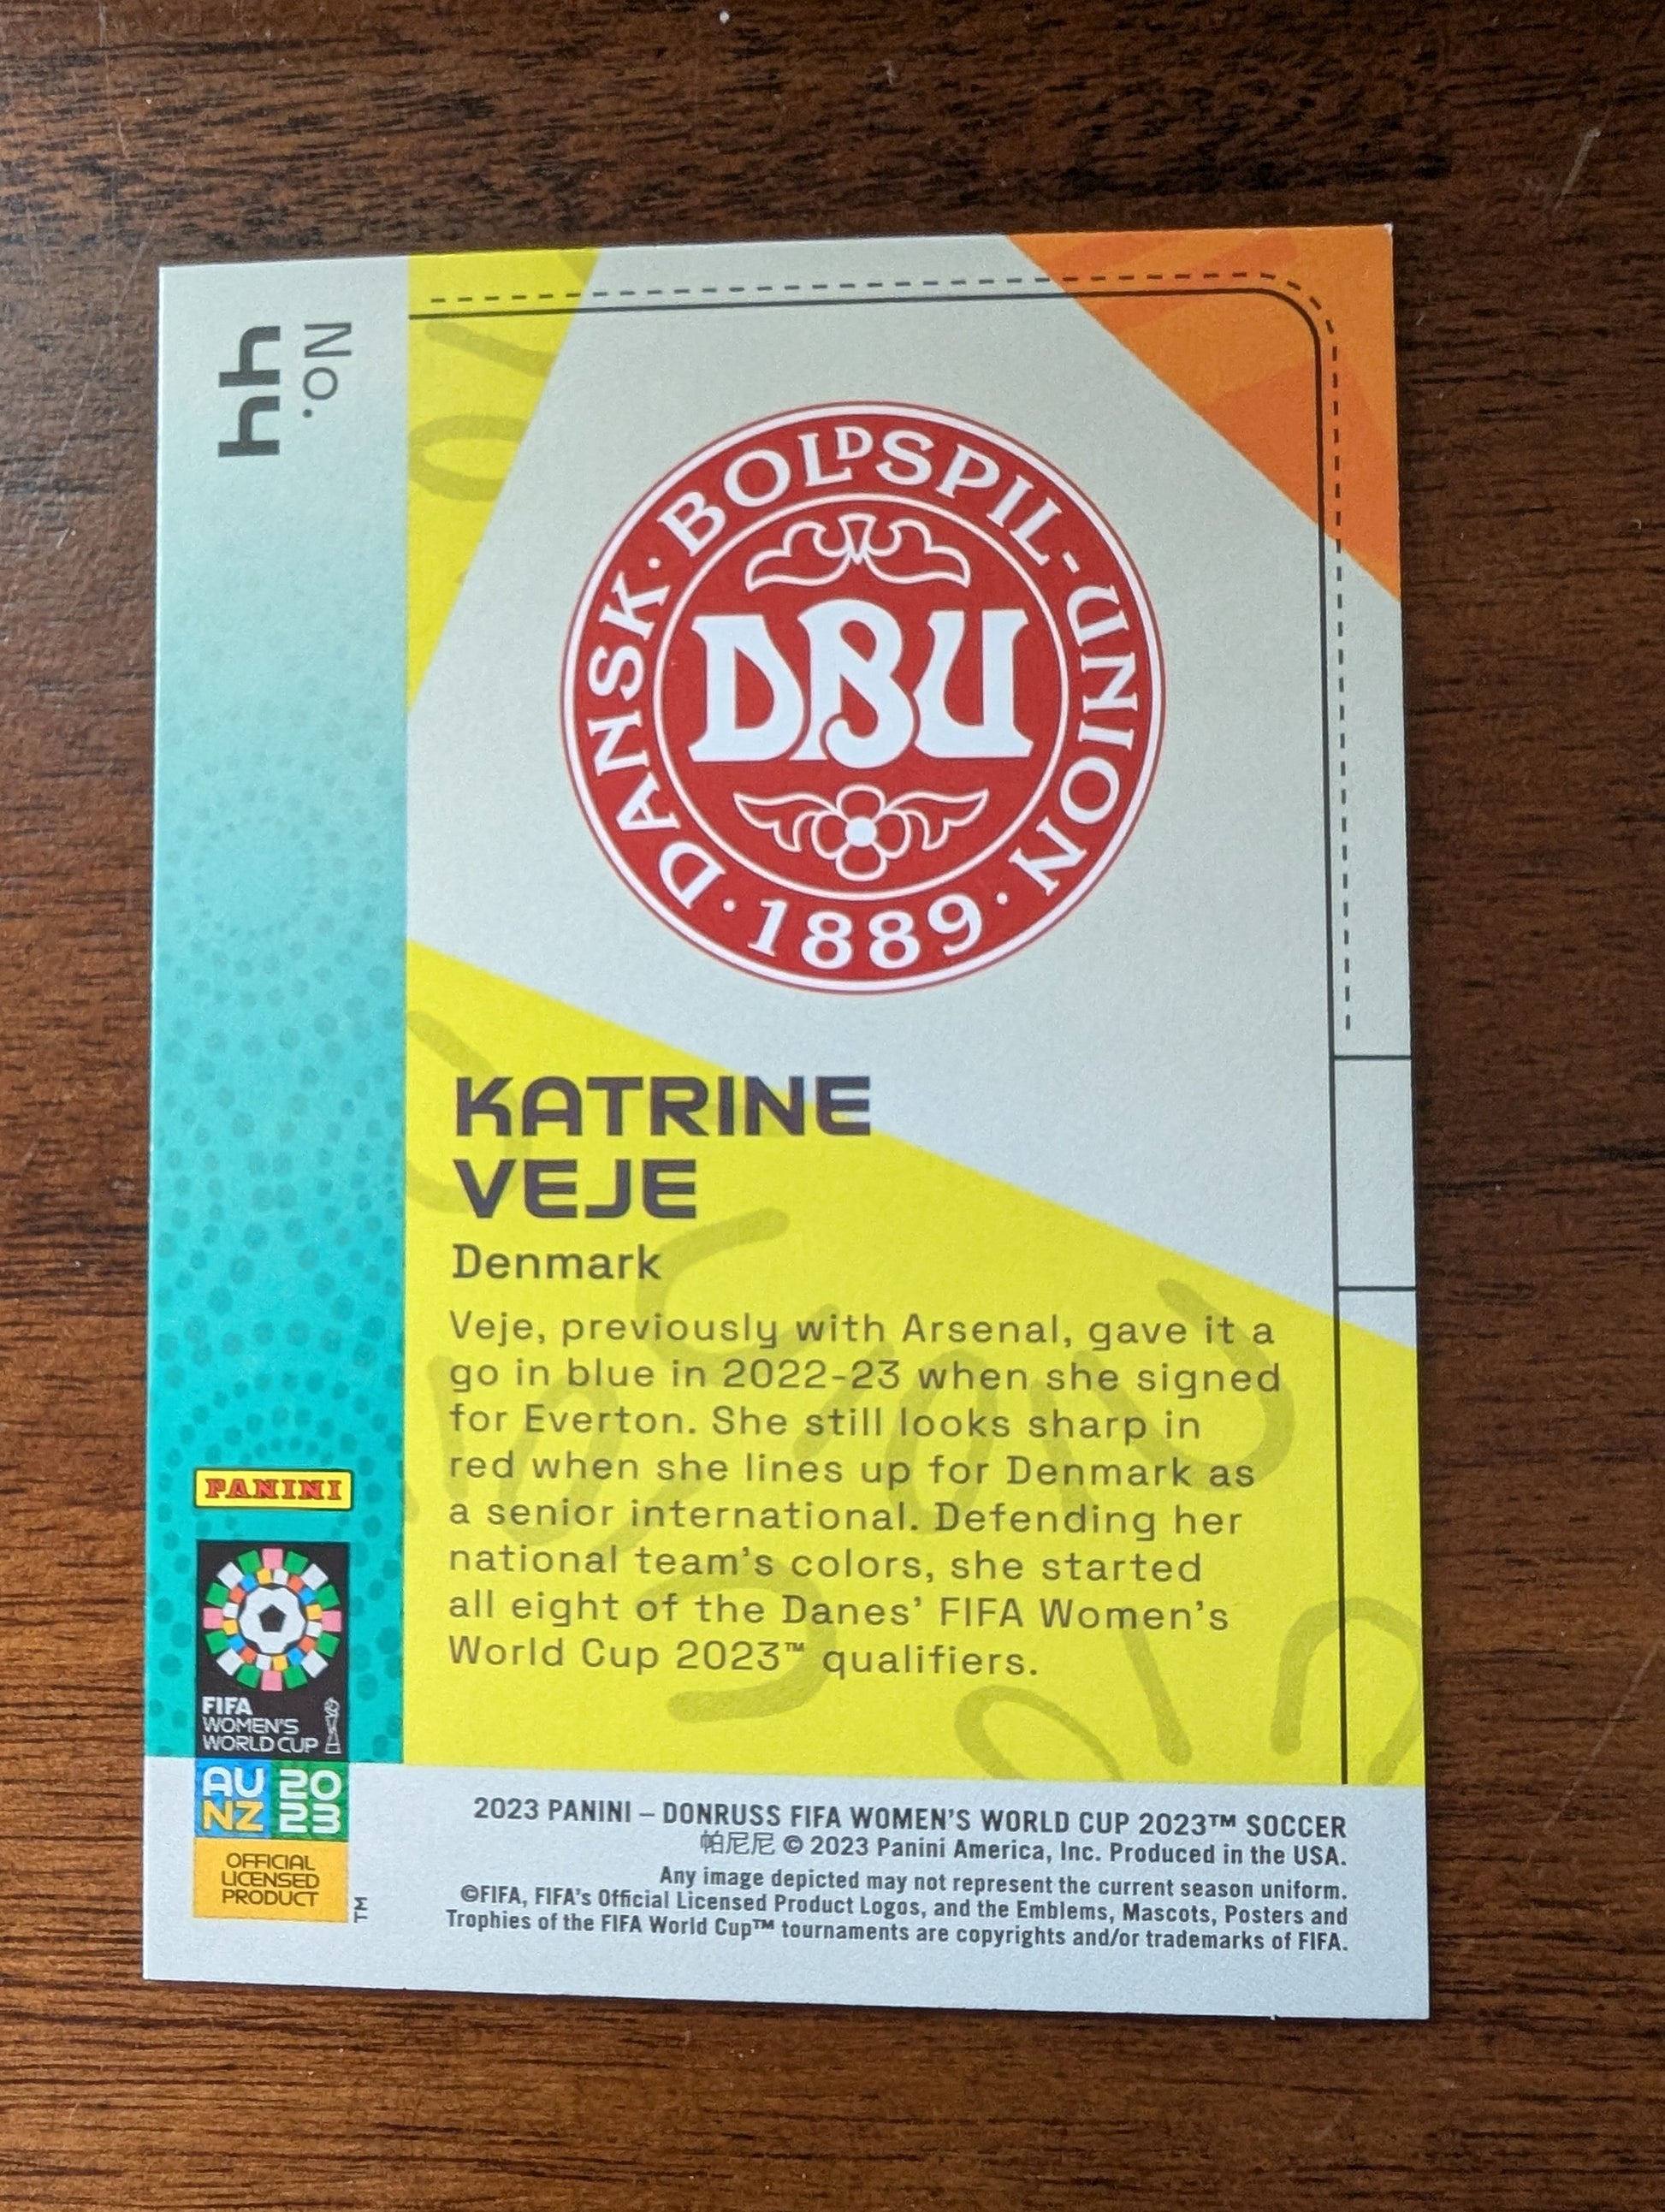 No.
44
DANSK · BOLDSPIL-UNION · 1889 ·
DBU
KATRINE
VEJE
Denmark
Veje, previously with Arsenal, gave it a
go in blue in 2022-23 when she signed
for Everton. She still looks sharp in
red when she lines up for Denmark as
a senior international. Defending her
national team's colors, she started
all eight of the Danes' FIFA Women's
World Cup 2023™ qualifiers.
PANINI
FIFA
WOMEN'S
WORLD CUP
AU 20
NZ 23
OFFICIAL
LICENSED
PRODUCT
TM
2023 PANINI – DONRUSS FIFA WOMEN'S WORLD CUP 2023™ SOCCER
帕尼尼 © 2023 Panini America, Inc. Produced in the USA.
Any image depicted may not represent the current season uniform.
©FIFA, FIFA's Official Licensed Product Logos, and the Emblems, Mascots, Posters and
Trophies of the FIFA World Cup™ tournaments are copyrights and/or trademarks of FIFA.